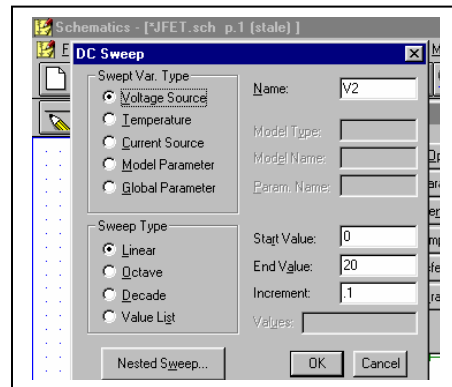 Schematics - [*JFET.sch p.1 (stale) ]
DC Sweep
Swept Var. Type
Voltage Source
Temperature
Current Source
Model Parameter
Global Parameter
Name: V2
Model Type:
Model Name:
Param. Name:
Sweep Type
Linear
Octave
Decade
Value List
Start Value: 0
End Value: 20
Increment: .1
Values:
Nested Sweep...
OK
Cancel